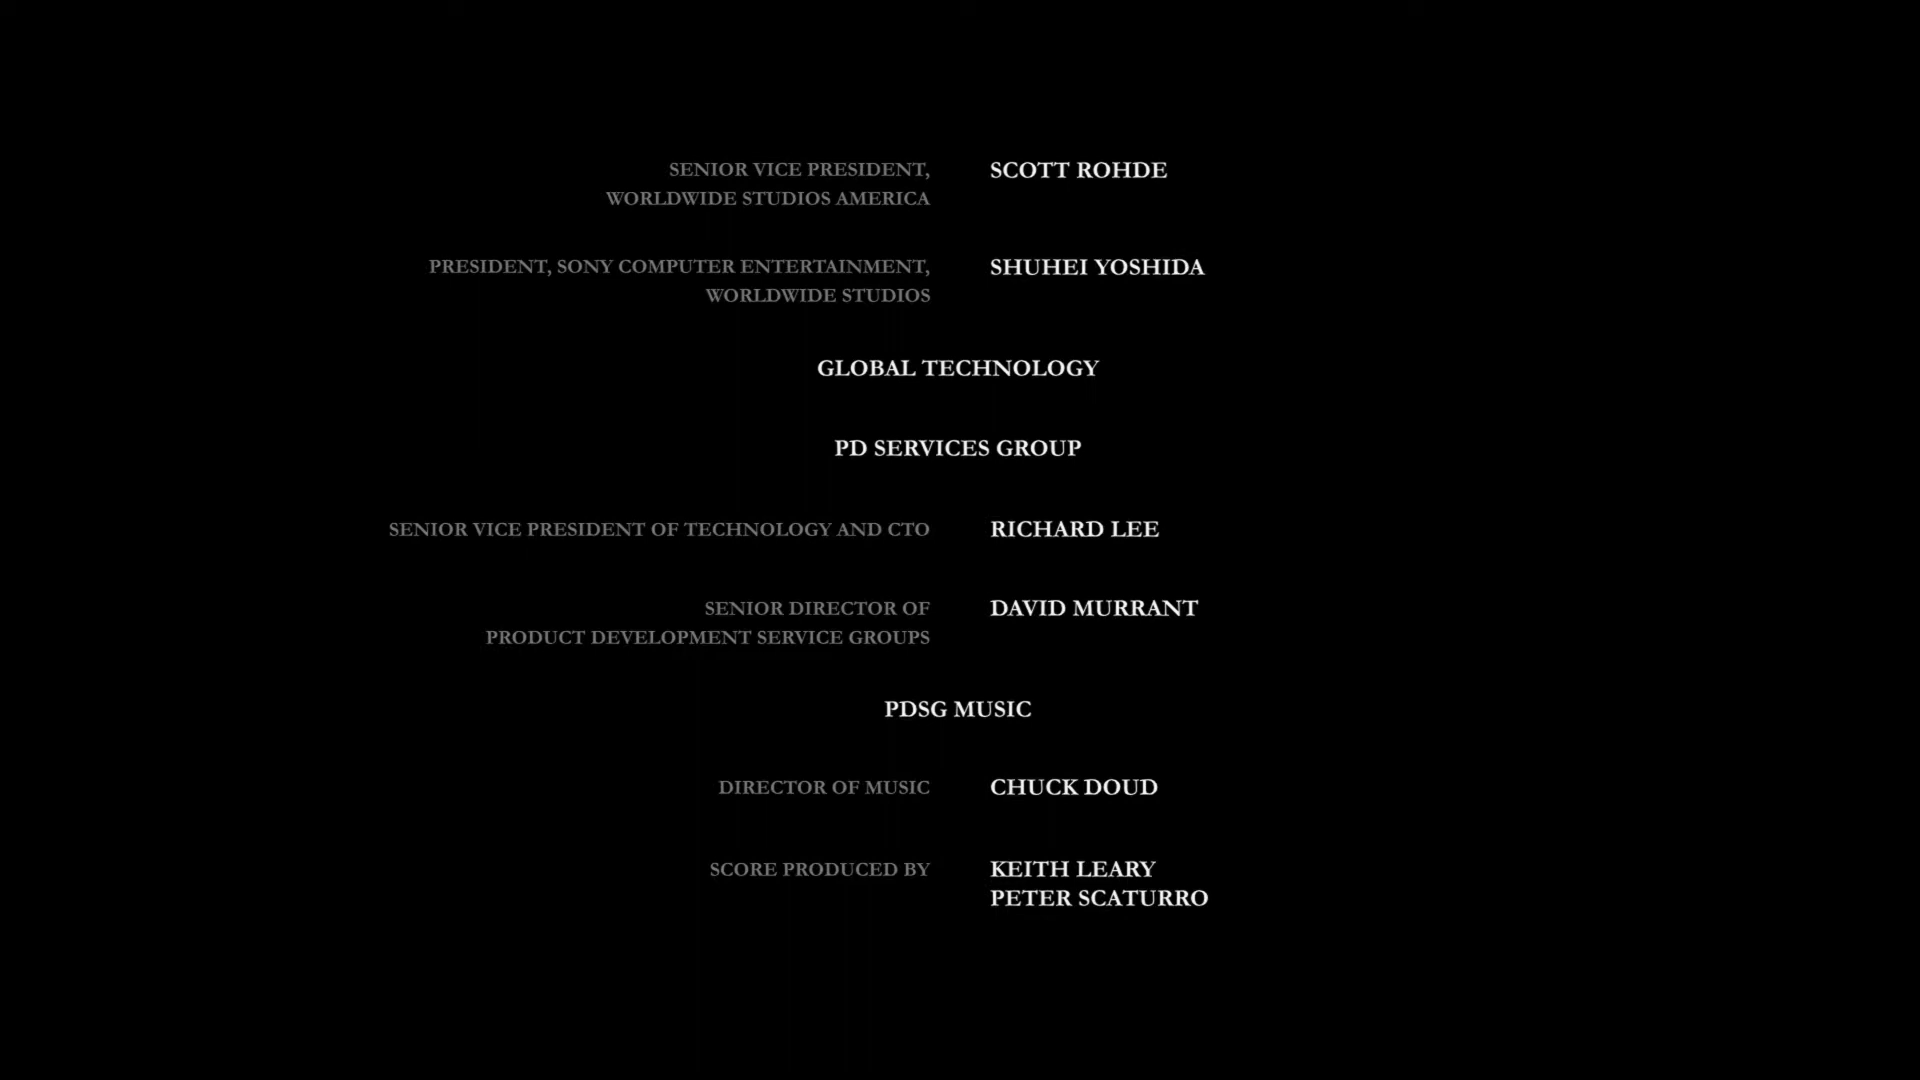 SENIOR VICE PRESIDENT, SCOTT ROHDE
WORLDWIDE STUDIOS AMERICA
PRESIDENT, SONY COMPUTER ENTERTAINMENT, SHUHEI YOSHIDA
WORLDWIDE STUDIOS
GLOBAL TECHNOLOGY
PD SERVICES GROUP
SENIOR VICE PRESIDENT OF TECHNOLOGY AND CTO RICHARD LEE
SENIOR DIRECTOR OF DAVID MURRANT
PRODUCT DEVELOPMENT SERVICE GROUPS
PDSG MUSIC
DIRECTOR OF MUSIC CHUCK DOUD
SCORE PRODUCED BY KEITH LEARY
PETER SCATURRO